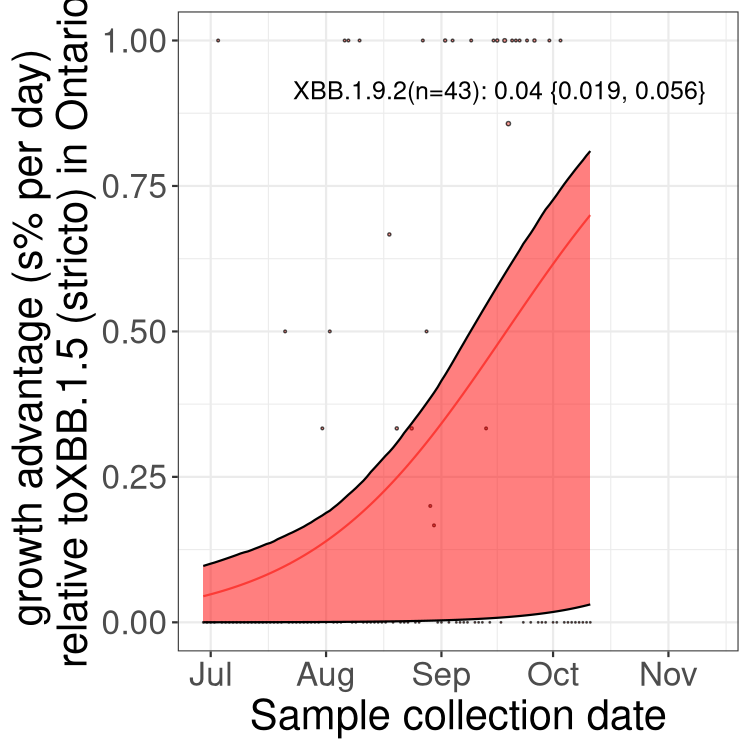 growth advantage (s% per day)
relative toXBB.1.5 (stricto) in Ontario
1.00
0.75
0.50
0.25
0.00
XBB.1.9.2(n=43): 0.04 {0.019, 0.056}
Jul Aug Sep Oct Nov
Sample collection date